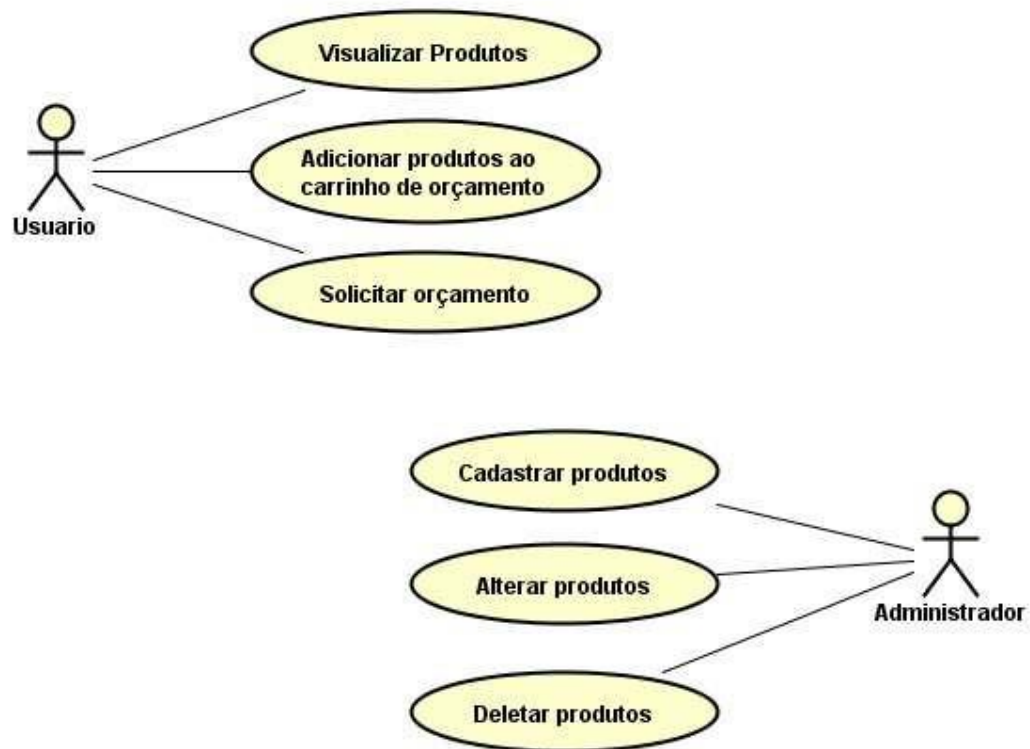 Visualizar Produtos
Adicionar produtos ao
carrinho de orçamento
Usuario
Solicitar orçamento
Cadastrar produtos
Alterar produtos
Administrador
Deletar produtos